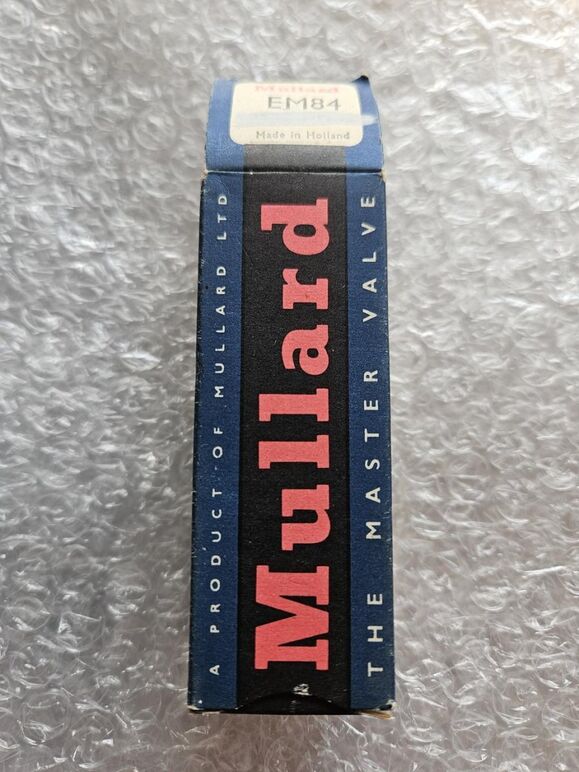 Mullard
EM84
Made in Holland
A PRODUCT OF MULLARD LTD
Mullard
THE MASTER VALVE